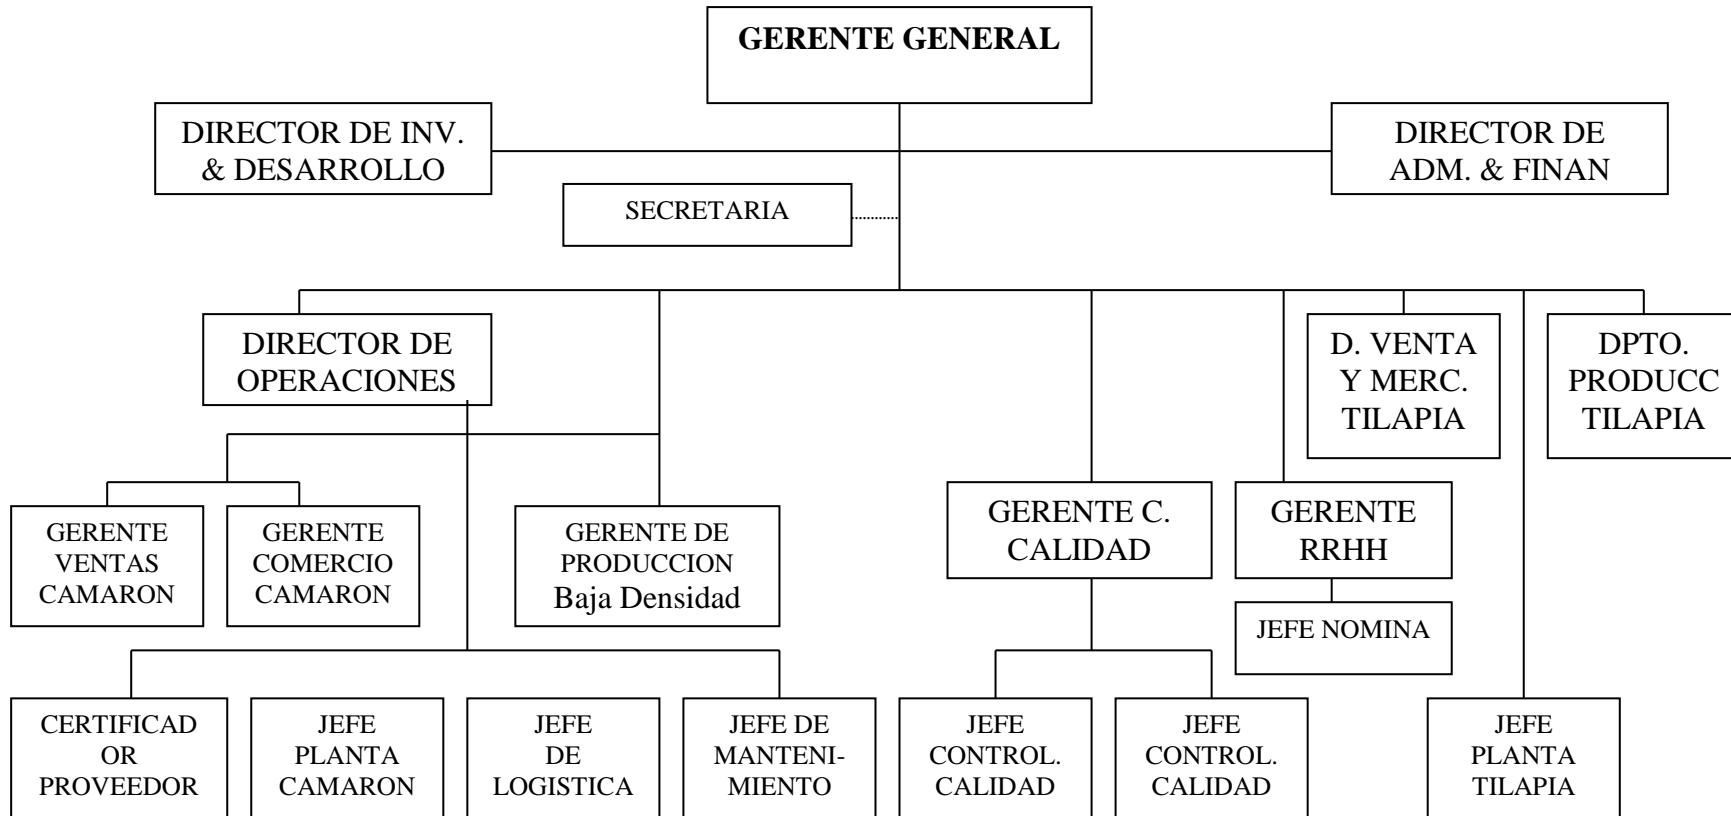 GERENTE GENERAL
DIRECTOR DE INV.
& DESARROLLO
DIRECTOR DE
ADM. & FINAN
SECRETARIA
DIRECTOR DE
OPERACIONES
D. VENTA
Y MERC.
TILAPIA
DPTO.
PRODUCC
TILAPIA
GERENTE
VENTAS
CAMARON
GERENTE
COMERCIO
CAMARON
GERENTE DE
PRODUCCION
Baja Densidad
GERENTE C.
CALIDAD
GERENTE
RRHH
JEFE NOMINA
CERTIFICAD
OR
PROVEEDOR
JEFE
PLANTA
CAMARON
JEFE
DE
LOGISTICA
JEFE DE
MANTENI-
MIENTO
JEFE
CONTROL.
CALIDAD
JEFE
CONTROL.
CALIDAD
JEFE
PLANTA
TILAPIA